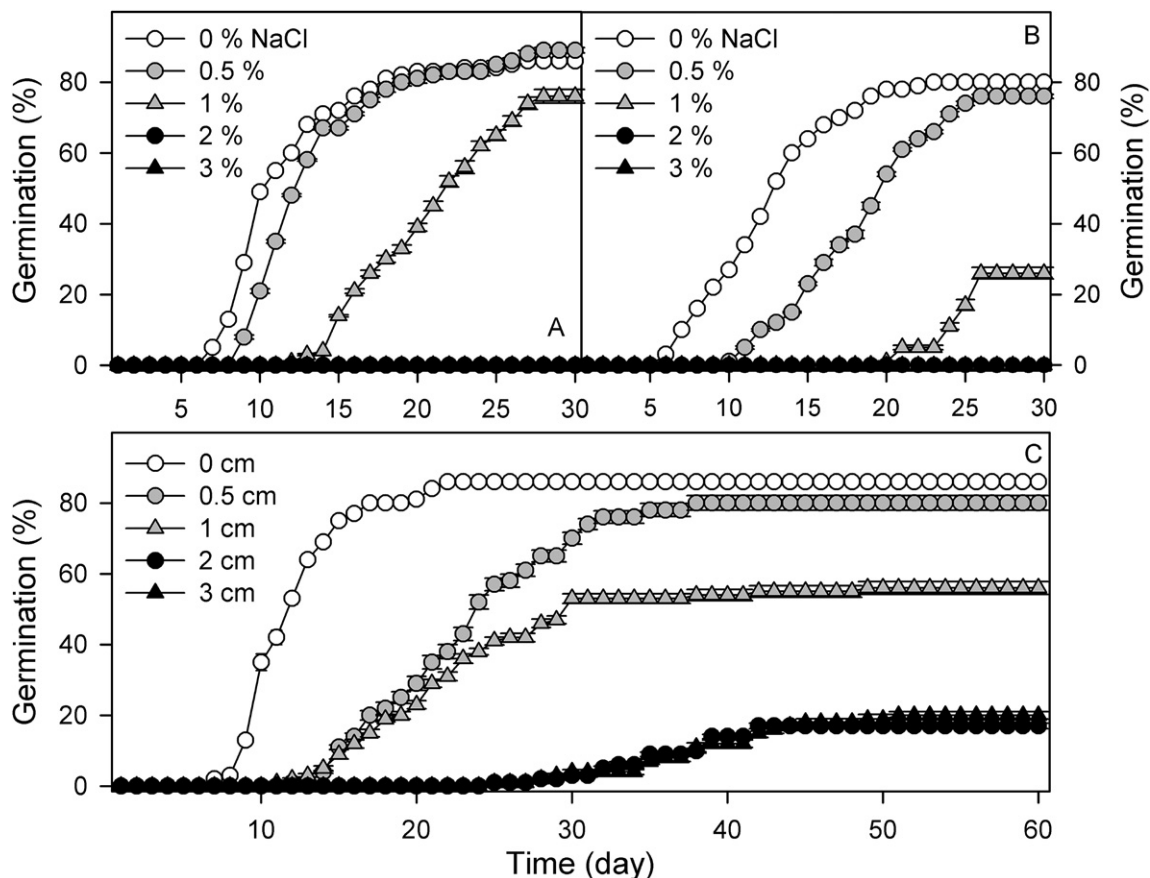 0 % NaCl
0.5 %
1 %
2 %
3 %
A
Germination (%)
80
60
40
20
0
5 10 15 20 25 30
0 % NaCl
0.5 %
1 %
2 %
3 %
B
80
60
40
20
0
Germination (%)
5 10 15 20 25 30
0 cm
0.5 cm
1 cm
2 cm
3 cm
C
Germination (%)
80
60
40
20
0
10 20 30 40 50 60
Time (day)